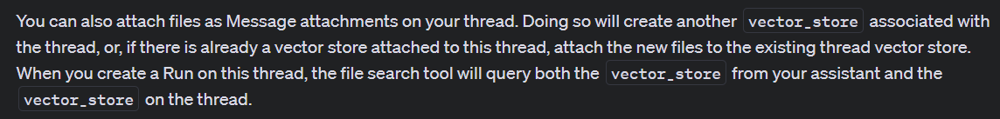 You can also attach files as Message attachments on your thread. Doing so will create another vector_store associated with
the thread, or, if there is already a vector store attached to this thread, attach the new files to the existing thread vector store.
When you create a Run on this thread, the file search tool will query both the vector_store from your assistant and the
vector_store on the thread.